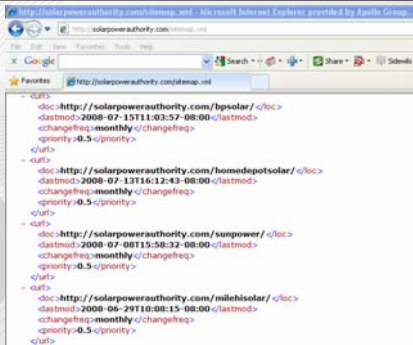 http://solarpowerauthority.com/sitemap.xml - Microsoft Internet Explorer provided by Apollo Group
http://solarpowerauthority.com/sitemap.xml
File Edit View Favorites Tools Help
Google Search Share Sidewiki
Favorites http://solarpowerauthority.com/sitemap.xml
- <url>
<loc>http://solarpowerauthority.com/bpsolar/</loc>
<lastmod>2008-07-15T11:03:57-08:00</lastmod>
<changefreq>monthly</changefreq>
<priority>0.5</priority>
</url>
- <url>
<loc>http://solarpowerauthority.com/homedepotsolar/</loc>
<lastmod>2008-07-13T16:12:43-08:00</lastmod>
<changefreq>monthly</changefreq>
<priority>0.5</priority>
</url>
- <url>
<loc>http://solarpowerauthority.com/sunpower/</loc>
<lastmod>2008-07-08T15:58:32-08:00</lastmod>
<changefreq>monthly</changefreq>
<priority>0.5</priority>
</url>
- <url>
<loc>http://solarpowerauthority.com/milehisolar/</loc>
<lastmod>2008-06-29T10:08:15-08:00</lastmod>
<changefreq>monthly</changefreq>
<priority>0.5</priority>
</url>